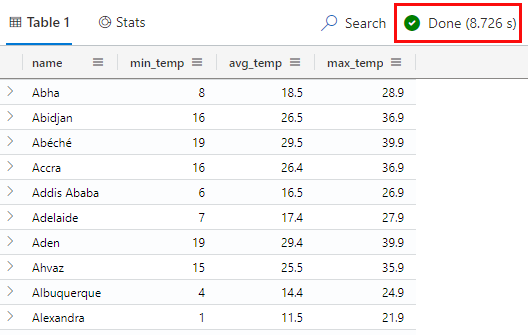 Table 1 Stats Search Done (8.726 s)
name min_temp avg_temp max_temp
Abha 8 18.5 28.9
Abidjan 16 26.5 36.9
Abéché 19 29.5 39.9
Accra 16 26.4 36.9
Addis Ababa 6 16.5 26.9
Adelaide 7 17.4 27.9
Aden 19 29.4 39.9
Ahvaz 15 25.5 35.9
Albuquerque 4 14.4 24.9
Alexandra 1 11.5 21.9